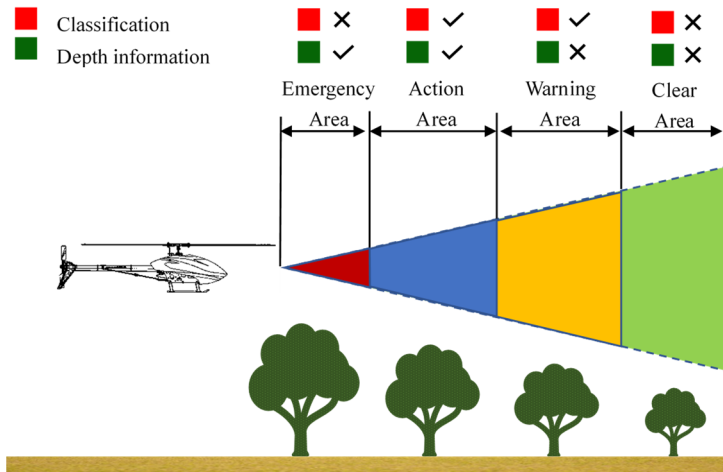 Classification
Depth information
Emergency Area
Action Area
Warning Area
Clear Area